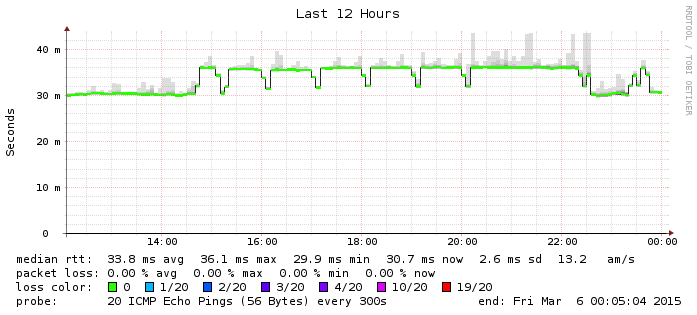 Last 12 Hours
RRDTOOL / TOBI OETIKER
Seconds
40 m
30 m
20 m
10 m
0
14:00 16:00 18:00 20:00 22:00 00:00
median rtt: 33.8 ms avg 36.1 ms max 29.9 ms min 30.7 ms now 2.6 ms sd 13.2 am/s
packet loss: 0.00 % avg 0.00 % max 0.00 % min 0.00 % now
loss color: 0 1/20 2/20 3/20 4/20 10/20 19/20
probe: 20 ICMP Echo Pings (56 Bytes) every 300s end: Fri Mar 6 00:05:04 2015